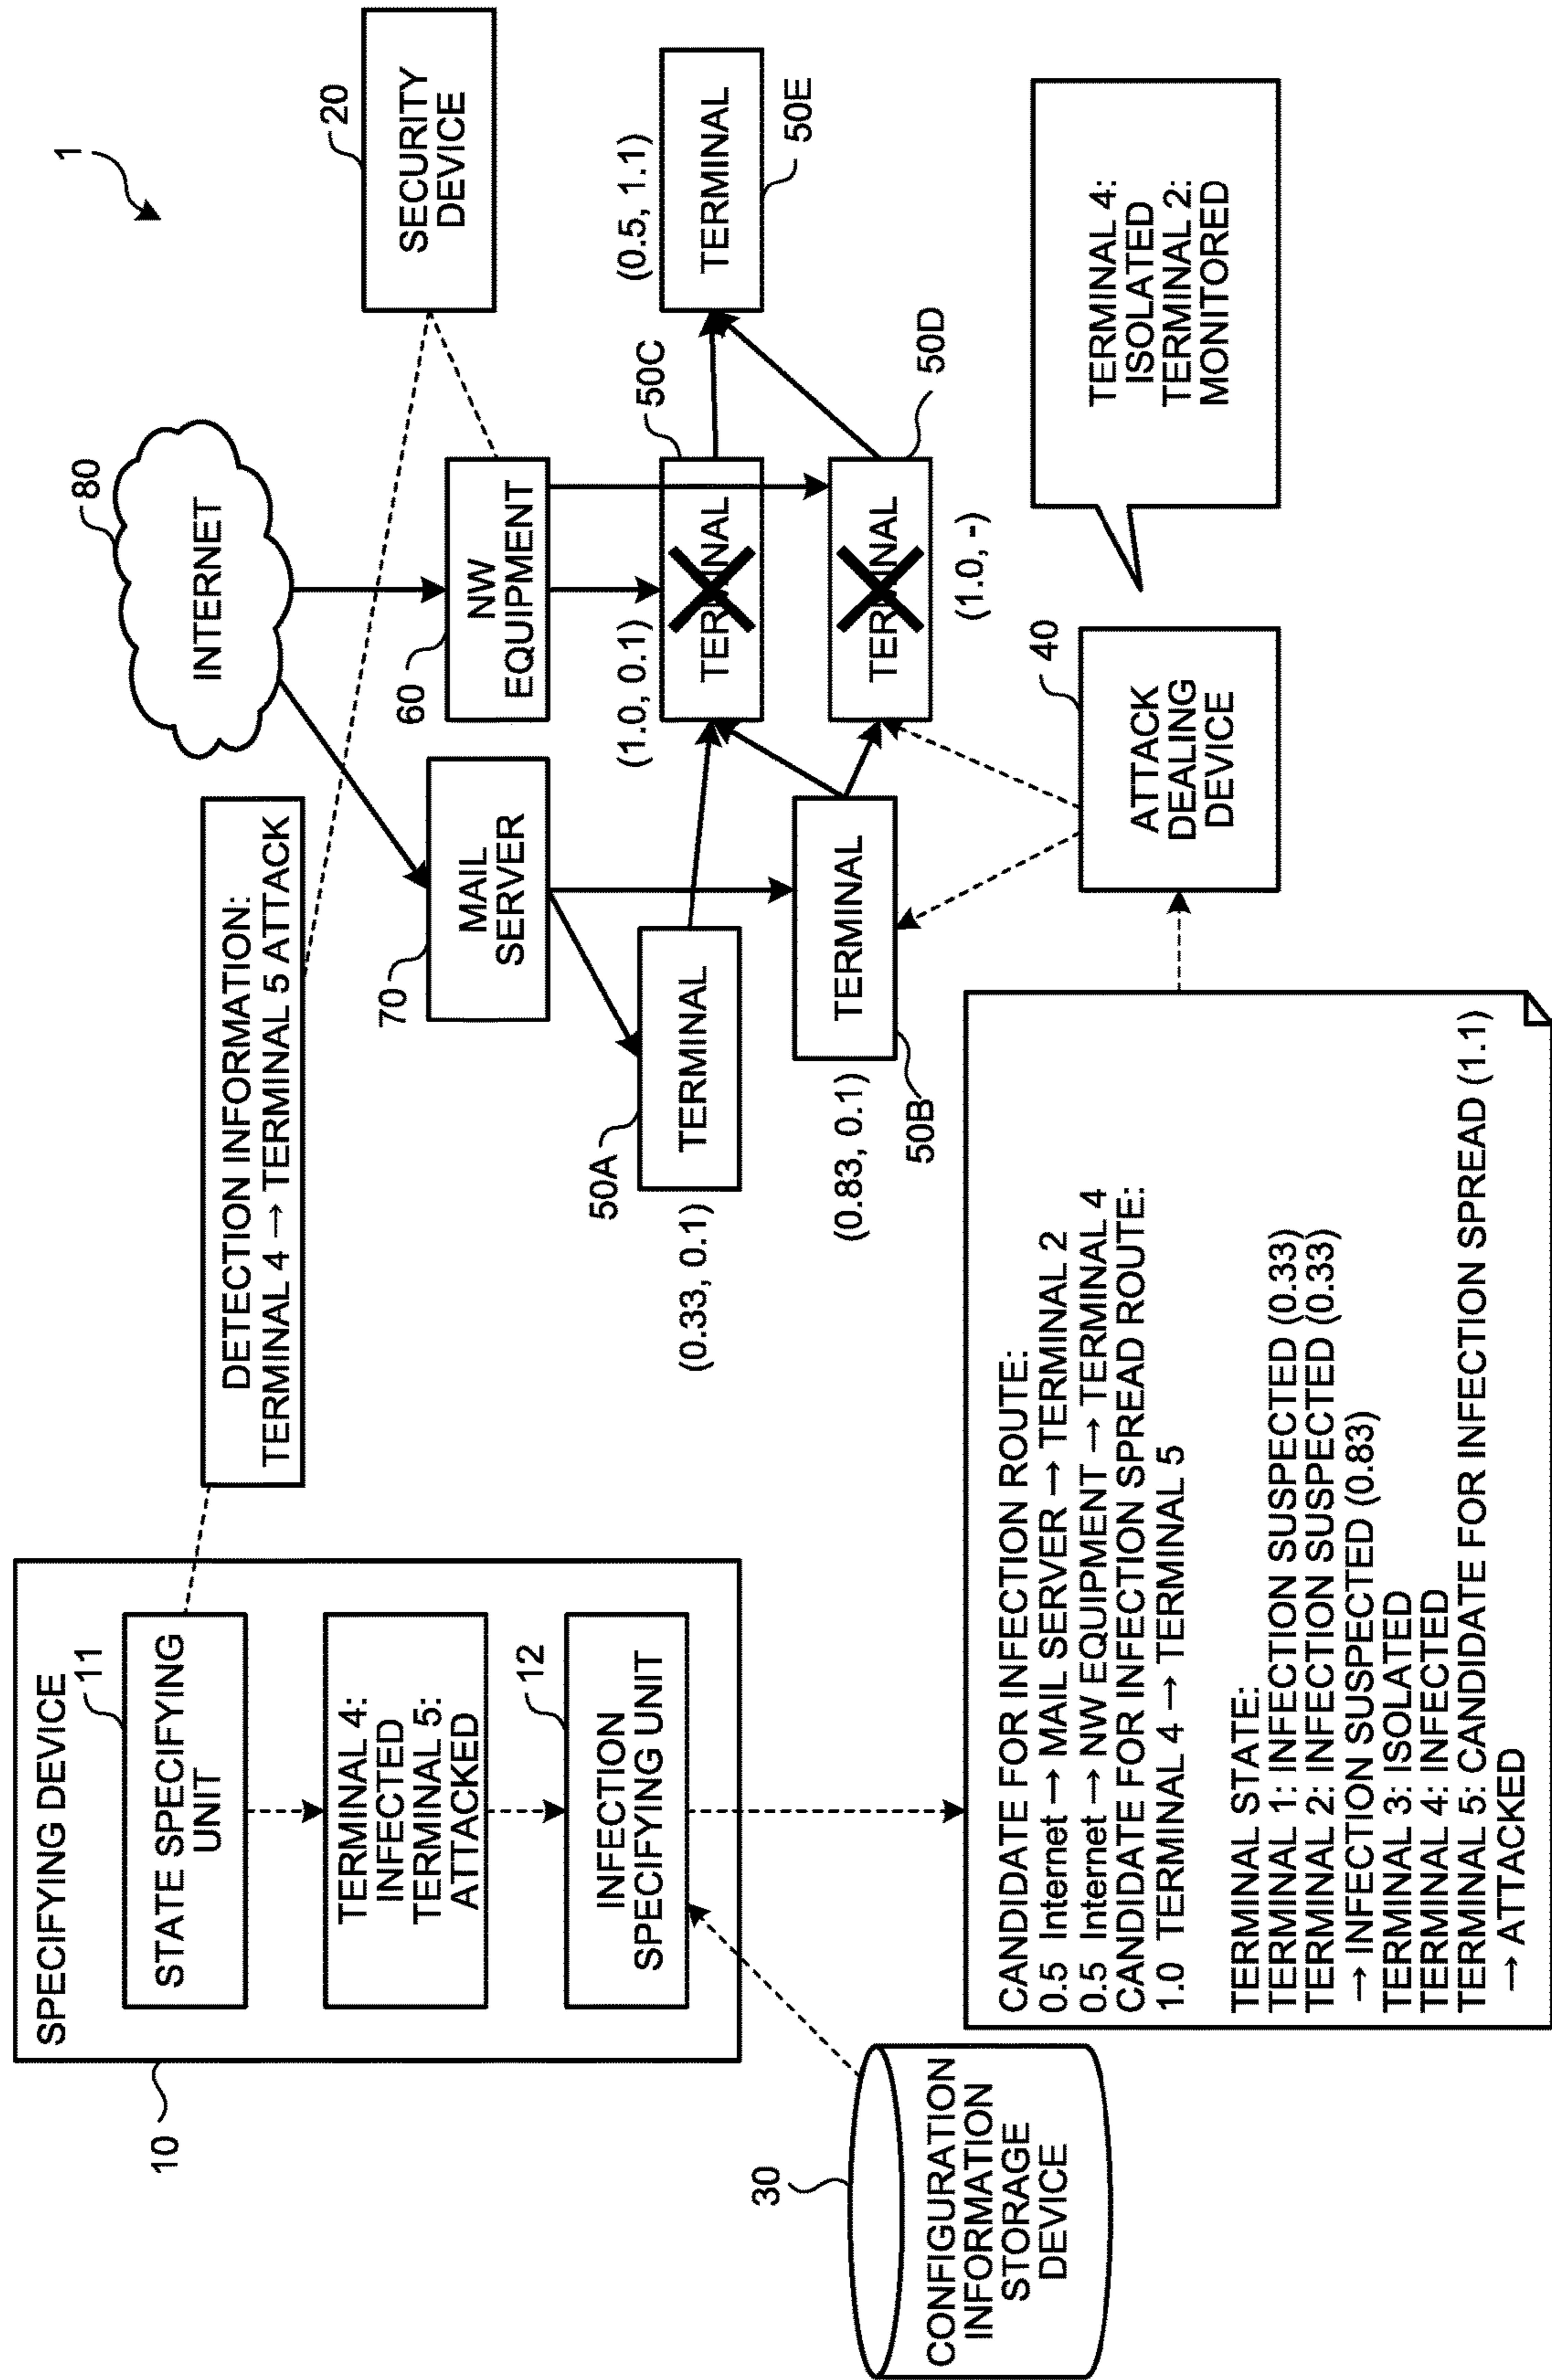 1
SPECIFYING DEVICE
10
11
STATE SPECIFYING
UNIT
TERMINAL 4:
INFECTED
TERMINAL 5:
ATTACKED
12
INFECTION
SPECIFYING UNIT
30
CONFIGURATION
INFORMATION
STORAGE
DEVICE
DETECTION INFORMATION:
TERMINAL 4 → TERMINAL 5 ATTACK
80
INTERNET
20
SECURITY
DEVICE
70
MAIL
SERVER
60
NW
EQUIPMENT
50A
TERMINAL
(0.33, 0.1)
(1.0, 0.1)
50C
TERMINAL
(0.5, 1.1)
TERMINAL
50E
(0.83, 0.1)
TERMINAL
50B
TERMINAL
50D
(1.0, -)
40
ATTACK
DEALING
DEVICE
TERMINAL 4:
ISOLATED
TERMINAL 2:
MONITORED
CANDIDATE FOR INFECTION ROUTE:
0.5 Internet → MAIL SERVER → TERMINAL 2
0.5 Internet → NW EQUIPMENT → TERMINAL 4
CANDIDATE FOR INFECTION SPREAD ROUTE:
1.0 TERMINAL 4 → TERMINAL 5
TERMINAL STATE:
TERMINAL 1: INFECTION SUSPECTED (0.33)
TERMINAL 2: INFECTION SUSPECTED (0.33)
→ INFECTION SUSPECTED (0.83)
TERMINAL 3: ISOLATED
TERMINAL 4: INFECTED
TERMINAL 5: CANDIDATE FOR INFECTION SPREAD (1.1)
→ ATTACKED